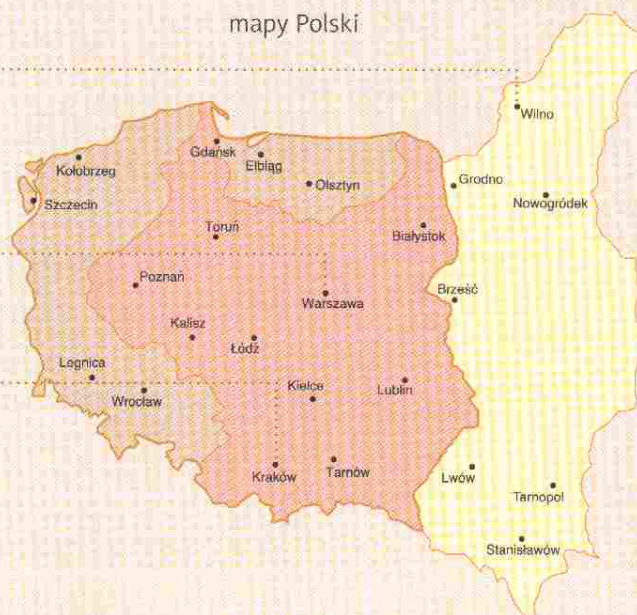 mapy Polski
Wilno
Gdańsk
Elbląg
Kołobrzeg
Olsztyn
Grodno
Nowogródek
Szczecin
Toruń
Białystok
Poznań
Warszawa
Brześć
Kalisz
Łódź
Legnica
Wrocław
Kielce
Lublin
Kraków
Tarnów
Lwów
Tarnopol
Stanisławów